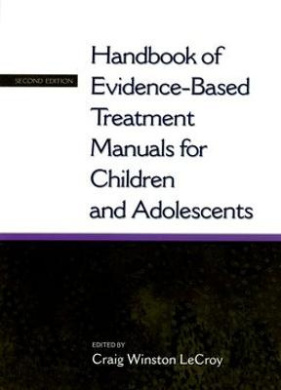 Handbook of
SECOND EDITION
Evidence-Based
Treatment
Manuals for
Children
and Adolescents
EDITED BY
Craig Winston LeCroy